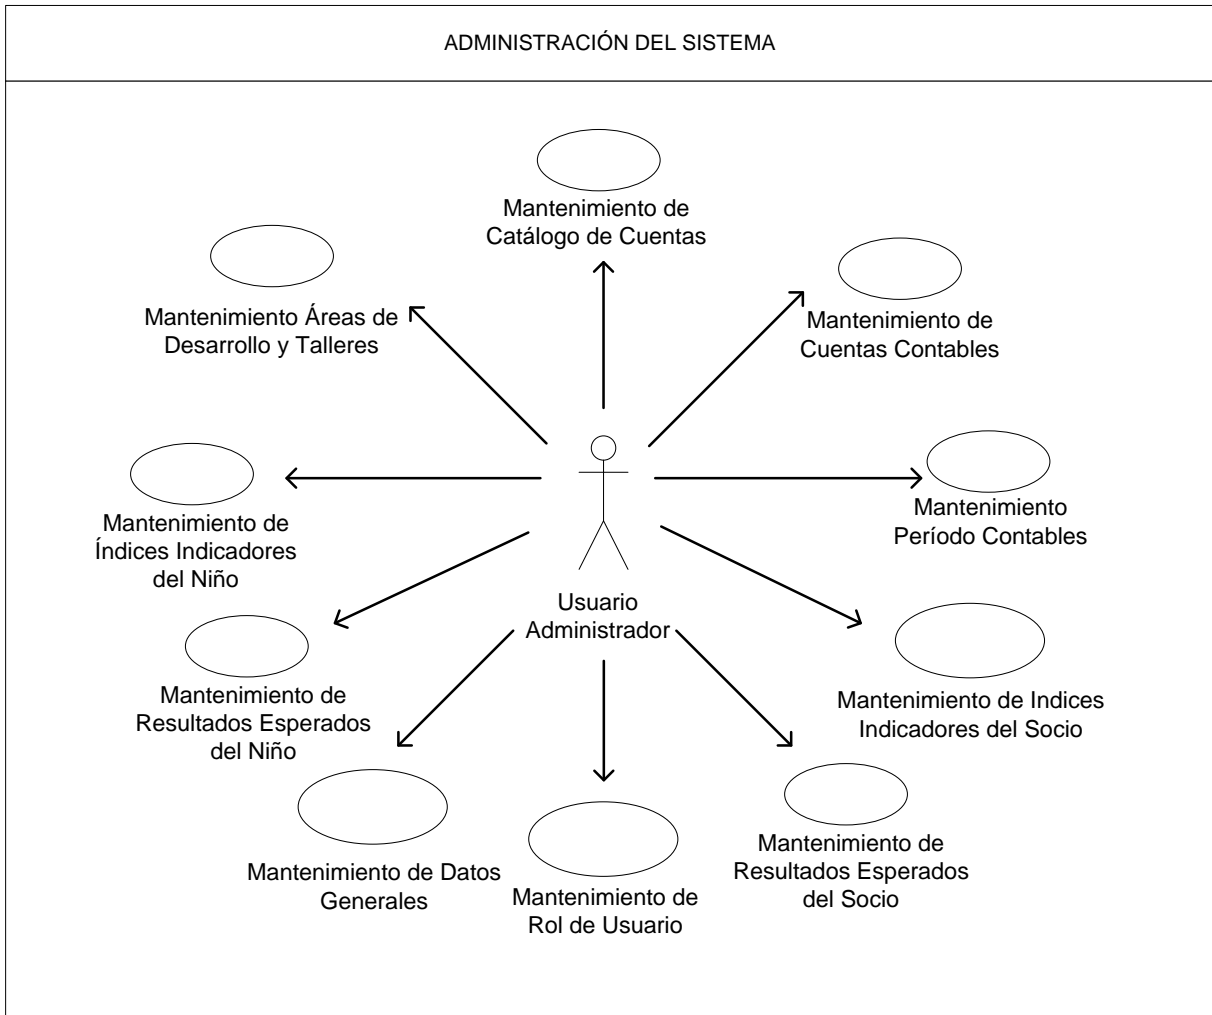 ADMINISTRACIÓN DEL SISTEMA
Mantenimiento de
Catálogo de Cuentas
Mantenimiento Áreas de
Desarrollo y Talleres
Mantenimiento de
Cuentas Contables
Mantenimiento de
Índices Indicadores
del Niño
Mantenimiento
Período Contables
Usuario
Administrador
Mantenimiento de
Resultados Esperados
del Niño
Mantenimiento de Indices
Indicadores del Socio
Mantenimiento de Datos
Generales
Mantenimiento de
Rol de Usuario
Mantenimiento de
Resultados Esperados
del Socio